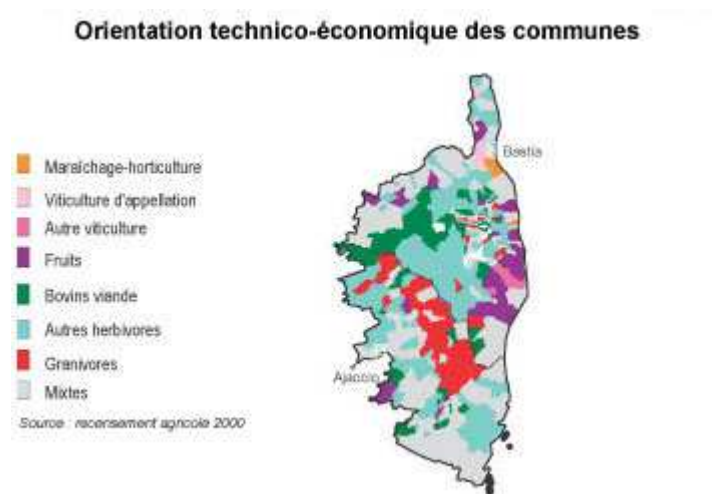 Orientation technico-économique des communes
Bastia
Maraîchage-horticulture
Viticulture d'appellation
Autre viticulture
Fruits
Bovins viande
Autres herbivores
Granivores
Ajaccio
Mixtes
Source : recensement agricole 2000